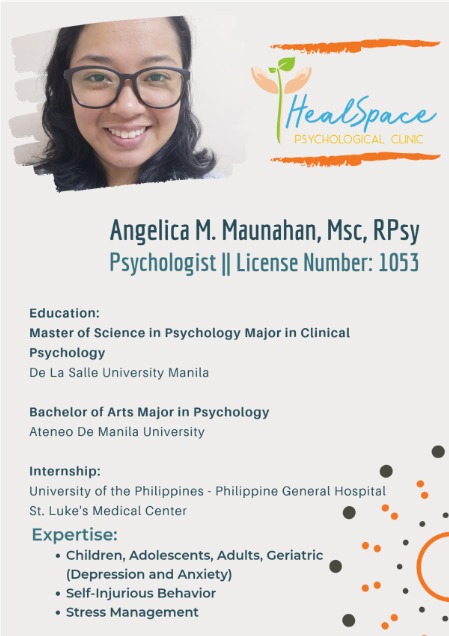 HealSpace
PSYCHOLOGICAL CLINIC
Angelica M. Maunahan, Msc, RPsy
Psychologist || License Number: 1053
Education:
Master of Science in Psychology Major in Clinical
Psychology
De La Salle University Manila
Bachelor of Arts Major in Psychology
Ateneo De Manila University
Internship:
University of the Philippines - Philippine General Hospital
St. Luke's Medical Center
Expertise:
• Children, Adolescents, Adults, Geriatric
(Depression and Anxiety)
• Self-Injurious Behavior
• Stress Management